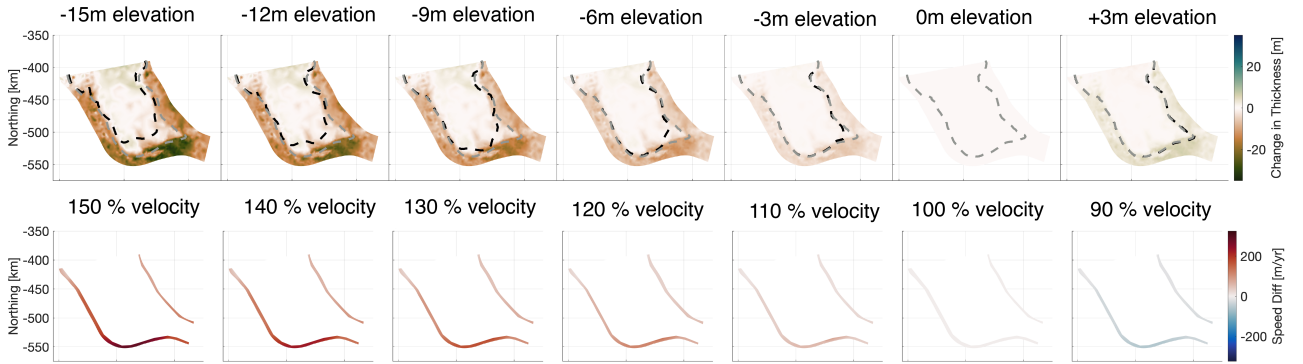 -15m elevation -12m elevation -9m elevation -6m elevation -3m elevation 0m elevation +3m elevation
-350
-400
-450
-500
-550
Northing [km]
20
0
-20
Change in Thickness [m]
150 % velocity 140 % velocity 130 % velocity 120 % velocity 110 % velocity 100 % velocity 90 % velocity
-350
-400
-450
-500
-550
Northing [km]
200
0
-200
Speed Diff [m/yr]